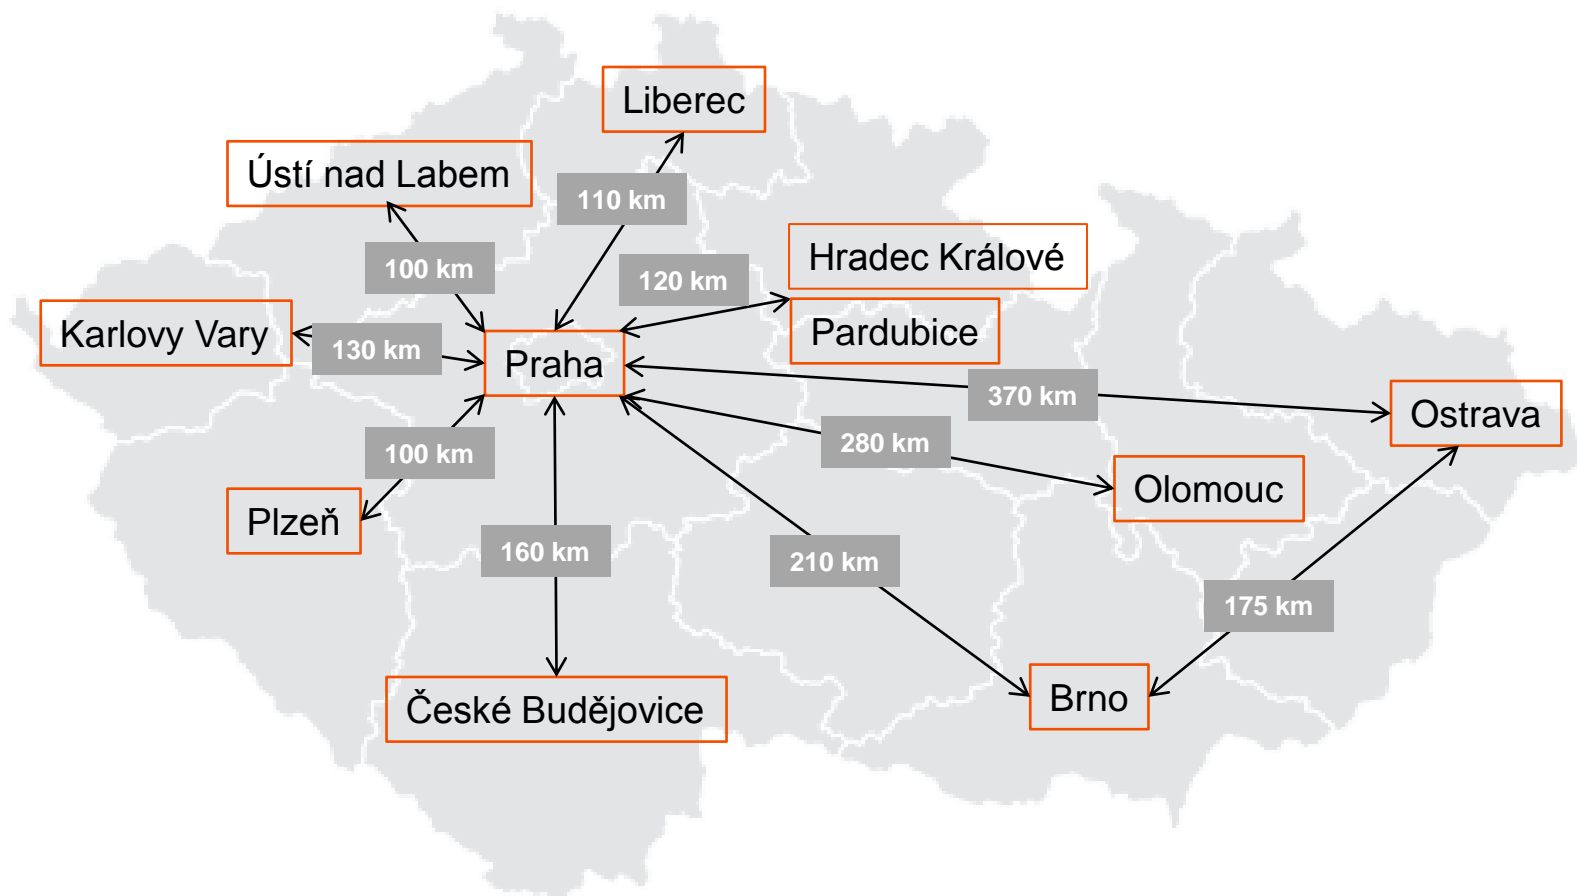 Liberec
Ústí nad Labem
110 km
Hradec Králové
100 km
120 km
Karlovy Vary
Pardubice
130 km
Praha
370 km
Ostrava
100 km
280 km
Olomouc
Plzeň
160 km
210 km
175 km
Brno
České Budějovice